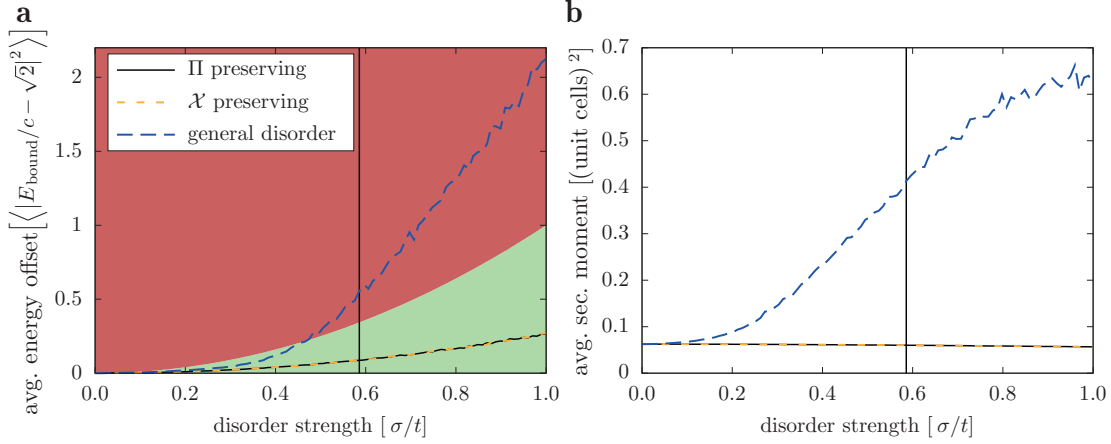 a
avg. energy offset [⟨|E_bound/c − √2|²⟩]
2
1.5
1
0.5
0
Π preserving
𝒳 preserving
general disorder
0.0 0.2 0.4 0.6 0.8 1.0
disorder strength [ σ/t]
b
avg. sec. moment [(unit cells) ²]
0.7
0.6
0.5
0.4
0.3
0.2
0.1
0
0.0 0.2 0.4 0.6 0.8 1.0
disorder strength [ σ/t]